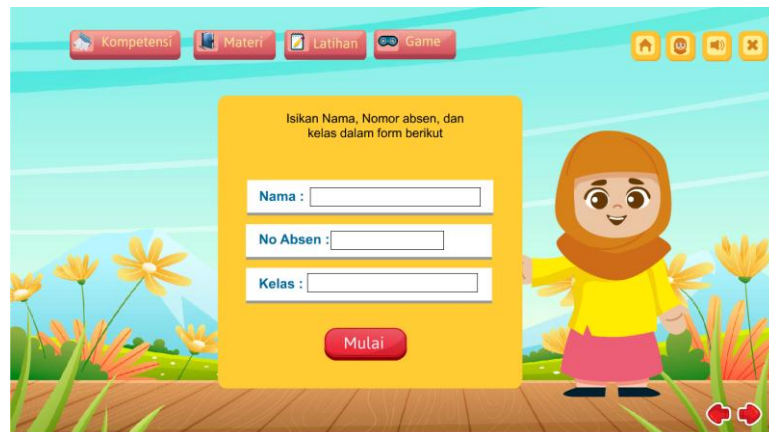 Kompetensi
Materi
Latihan
Game
Isikan Nama, Nomor absen, dan
kelas dalam form berikut
Nama :
No Absen :
Kelas :
Mulai